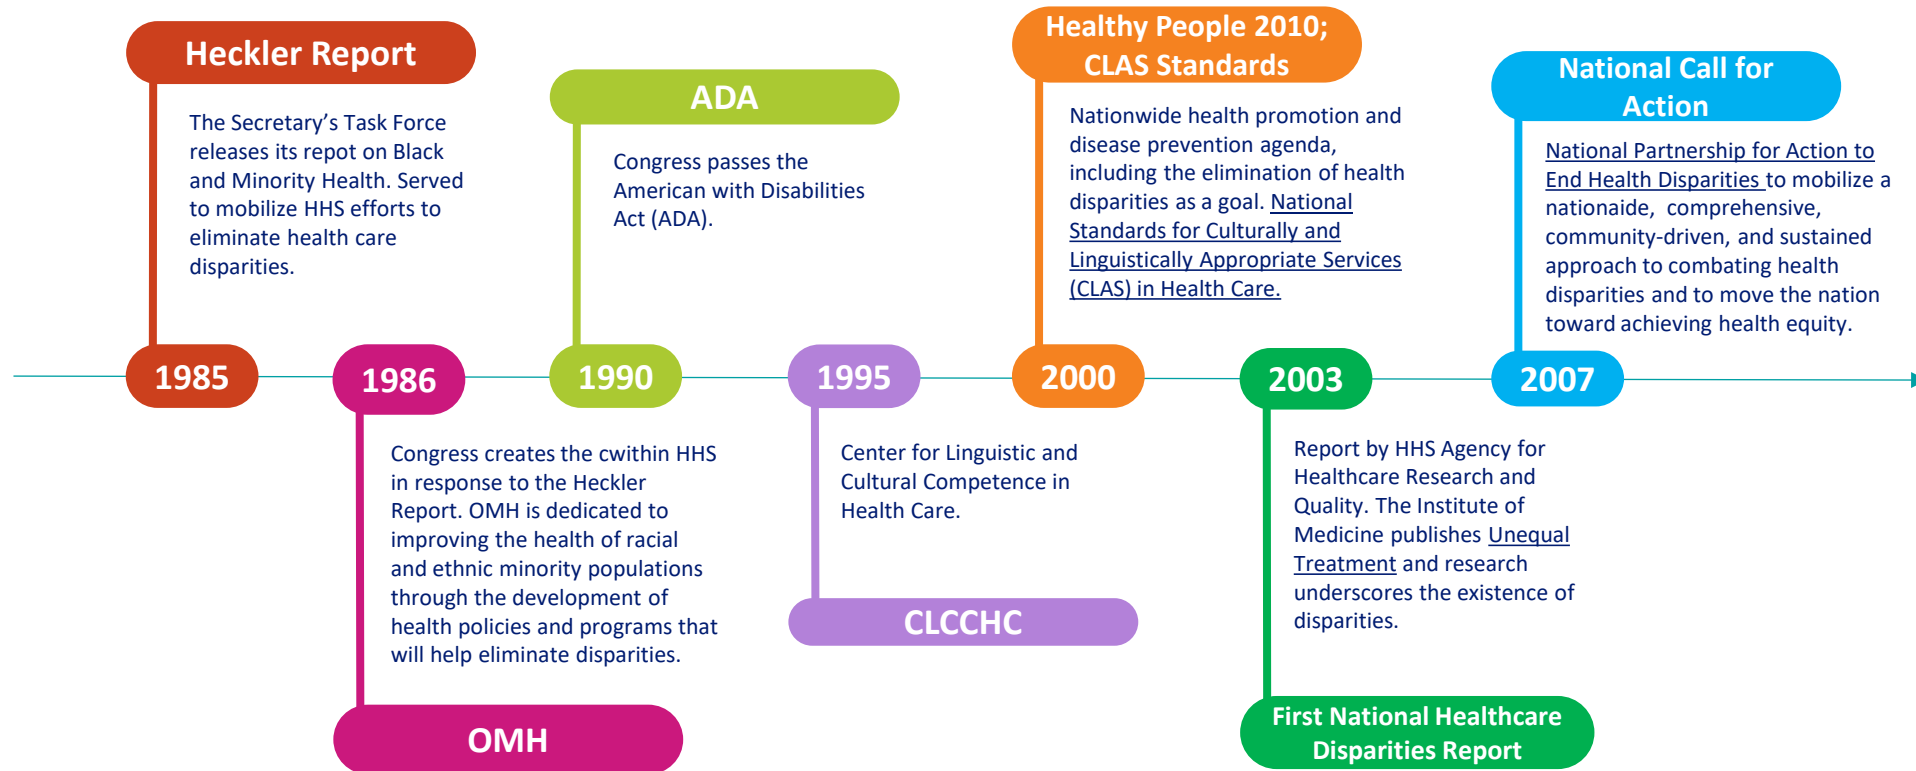 Heckler Report
The Secretary’s Task Force
releases its repot on Black
and Minority Health. Served
to mobilize HHS efforts to
eliminate health care
disparities.
1985
1986
Congress creates the cwithin HHS
in response to the Heckler
Report. OMH is dedicated to
improving the health of racial
and ethnic minority populations
through the development of
health policies and programs that
will help eliminate disparities.
OMH
ADA
Congress passes the
American with Disabilities
Act (ADA).
1990
1995
Center for Linguistic and
Cultural Competence in
Health Care.
CLCCHC
Healthy People 2010;
CLAS Standards
Nationwide health promotion and
disease prevention agenda,
including the elimination of health
disparities as a goal. National
Standards for Culturally and
Linguistically Appropriate Services
(CLAS) in Health Care.
2000
2003
Report by HHS Agency for
Healthcare Research and
Quality. The Institute of
Medicine publishes Unequal
Treatment and research
underscores the existence of
disparities.
First National Healthcare
Disparities Report
National Call for
Action
National Partnership for Action to
End Health Disparities to mobilize a
nationaide, comprehensive,
community-driven, and sustained
approach to combating health
disparities and to move the nation
toward achieving health equity.
2007